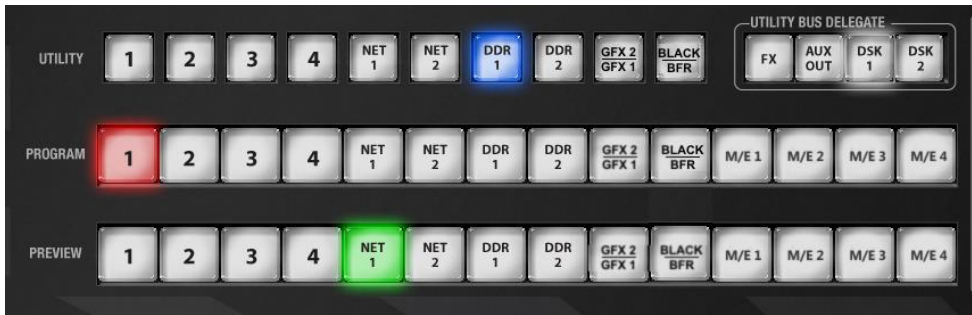 UTILITY BUS DELEGATE
UTILITY 1 2 3 4 NET 1 NET 2 DDR 1 DDR 2 GFX 2 GFX 1 BLACK BFR FX AUX OUT DSK 1 DSK 2
PROGRAM 1 2 3 4 NET 1 NET 2 DDR 1 DDR 2 GFX 2 GFX 1 BLACK BFR M/E 1 M/E 2 M/E 3 M/E 4
PREVIEW 1 2 3 4 NET 1 NET 2 DDR 1 DDR 2 GFX 2 GFX 1 BLACK BFR M/E 1 M/E 2 M/E 3 M/E 4